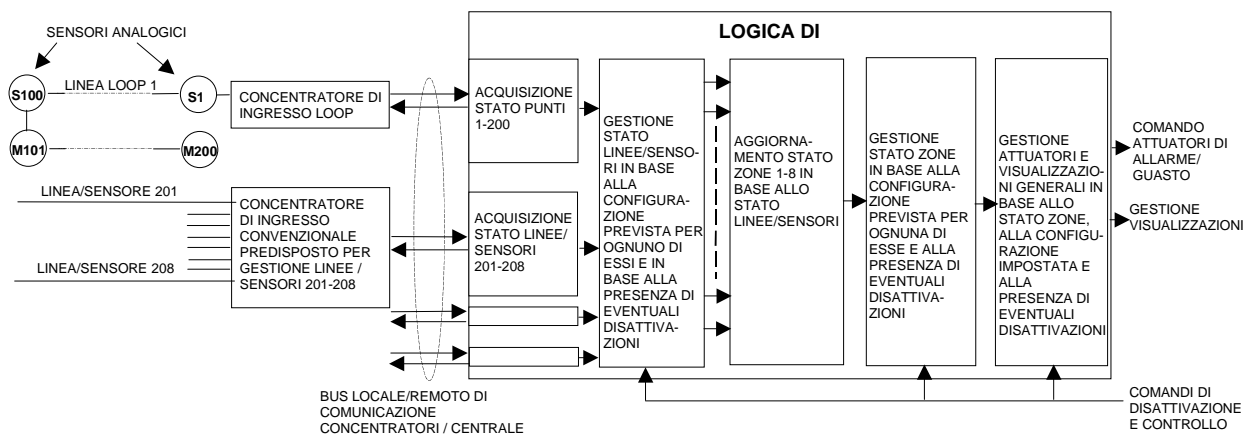 LOGICA DI
SENSORI ANALOGICI
S100
LINEA LOOP 1
S1
M101
M200
CONCENTRATORE DI
INGRESSO LOOP
LINEA/SENSORE 201
LINEA/SENSORE 208
CONCENTRATORE
DI INGRESSO
CONVENZIONALE
PREDISPOSTO PER
GESTIONE LINEE /
SENSORI 201-208
BUS LOCALE/REMOTO DI
COMUNICAZIONE
CONCENTRATORI / CENTRALE
ACQUISIZIONE
STATO PUNTI
1-200
ACQUISIZIONE
STATO LINEE/
SENSORI
201-208
GESTIONE
STATO
LINEE/SENSO-
RI IN BASE
ALLA
CONFIGURA-
ZIONE
PREVISTA PER
OGNUNO DI
ESSI E IN
BASE ALLA
PRESENZA DI
EVENTUALI
DISATTIVA-
ZIONI
AGGIORNA-
MENTO STATO
ZONE 1-8 IN
BASE ALLO
STATO
LINEE/SENSORI
GESTIONE
STATO ZONE
IN BASE ALLA
CONFIGURA-
ZIONE
PREVISTA PER
OGNUNA DI
ESSE E ALLA
PRESENZA DI
EVENTUALI
DISATTIVA-
ZIONI
GESTIONE
ATTUATORI E
VISUALIZZAZIO-
NI GENERALI IN
BASE ALLO
STATO ZONE,
ALLA CONFIGU-
RAZIONE
IMPOSTATA E
ALLA
PRESENZA DI
EVENTUALI
DISATTIVAZIONI
COMANDO
ATTUATORI DI
ALLARME/
GUASTO
GESTIONE
VISUALIZZAZIONI
COMANDI DI
DISATTIVAZIONE
E CONTROLLO